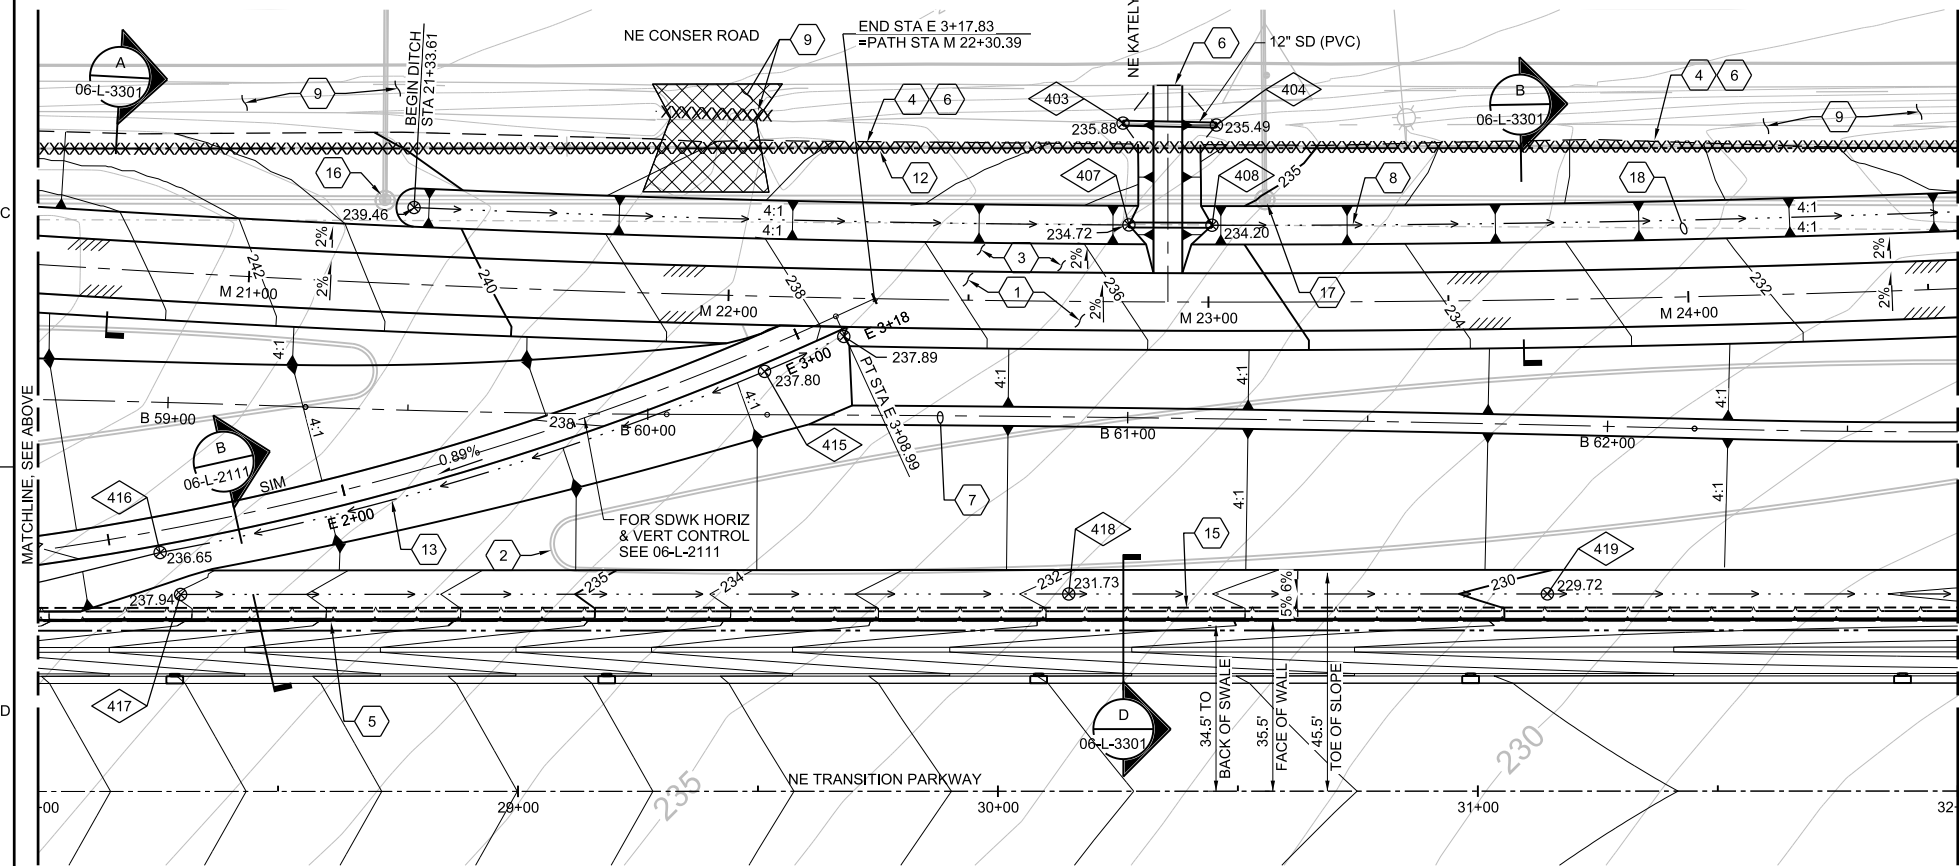 A
06-L-3301
9
BEGIN DITCH
STA 21+33.61
NE CONSER ROAD
9
END STA E 3+17.83
=PATH STA M 22+30.39
4
6
NE KATELY
6
12" SD (PVC)
403
404
235.88
235.49
B
06-L-3301
4
6
9
16
12
407
408
235
8
18
C
239.46
4:1
4:1
234.72
234.20
4:1
4:1
2%
2%
242
240
238
236
234
232
3
1
17
2%
2%
2%
2%
M 21+00
M 22+00
M 23+00
M 24+00
E 3+18
E 3+00
237.89
237.80
PT STA E 3+08.99
4:1
4:1
4:1
4:1
4:1
4:1
B 59+00
238
B 60+00
B 61+00
B 62+00
MATCHLINE, SEE ABOVE
B
06-L-2111
SIM
0.89%
415
7
4:1
4:1
416
236.65
E 2+00
13
2
FOR SDWK HORIZ
& VERT CONTROL
SEE 06-L-2111
418
15
419
237.94
235
234
232
231.73
5%
6%
230
229.72
417
5
D
D
06-L-3301
34.5' TO
BACK OF SWALE
35.5'
FACE OF WALL
45.5'
TOE OF SLOPE
235
230
NE TRANSITION PARKWAY
-00
29+00
30+00
31+00
32+